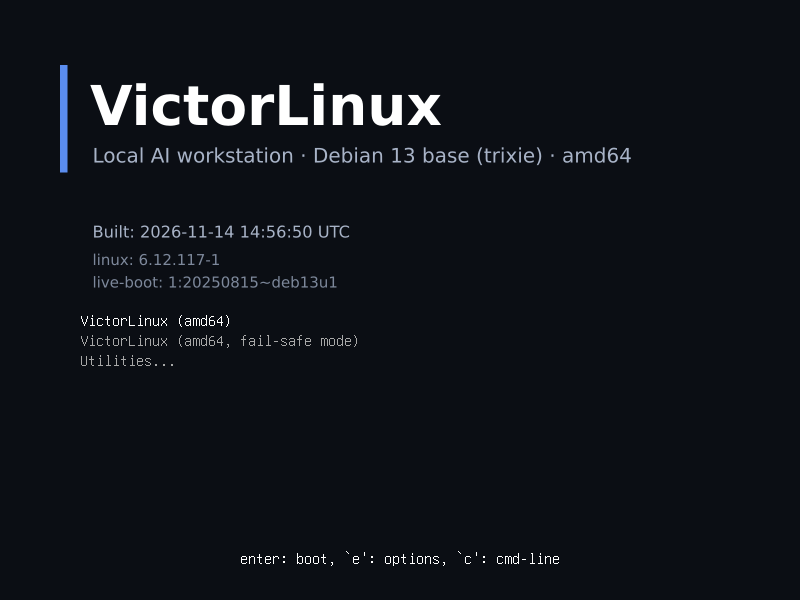 VictorLinux
Local AI workstation · Debian 13 base (trixie) · amd64
Built: 2026-11-14 14:56:50 UTC
linux: 6.12.117-1
live-boot: 1:20250815~deb13u1
VictorLinux (amd64)
VictorLinux (amd64, fail-safe mode)
Utilities...
enter: boot, `e': options, `c': cmd-line